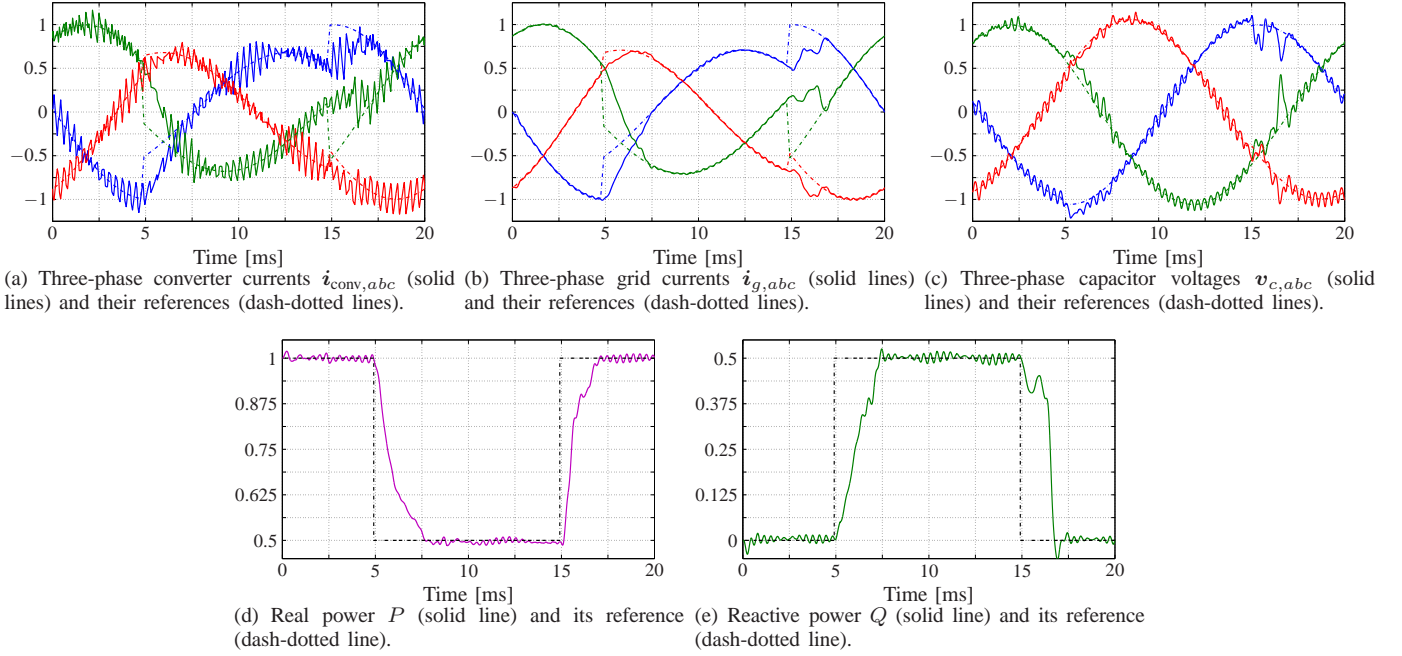 1
0.5
0
−0.5
−1
0 5 10 15 20
Time [ms]
(a) Three-phase converter currents i_conv,abc (solid
lines) and their references (dash-dotted lines).
1
0.5
0
−0.5
−1
0 5 10 15 20
Time [ms]
(b) Three-phase grid currents i_g,abc (solid lines)
and their references (dash-dotted lines).
1
0.5
0
−0.5
−1
0 5 10 15 20
Time [ms]
(c) Three-phase capacitor voltages v_c,abc (solid
lines) and their references (dash-dotted lines).
1
0.875
0.75
0.625
0.5
0 5 10 15 20
Time [ms]
(d) Real power P (solid line) and its reference
(dash-dotted line).
0.5
0.375
0.25
0.125
0
0 5 10 15 20
Time [ms]
(e) Reactive power Q (solid line) and its reference
(dash-dotted line).